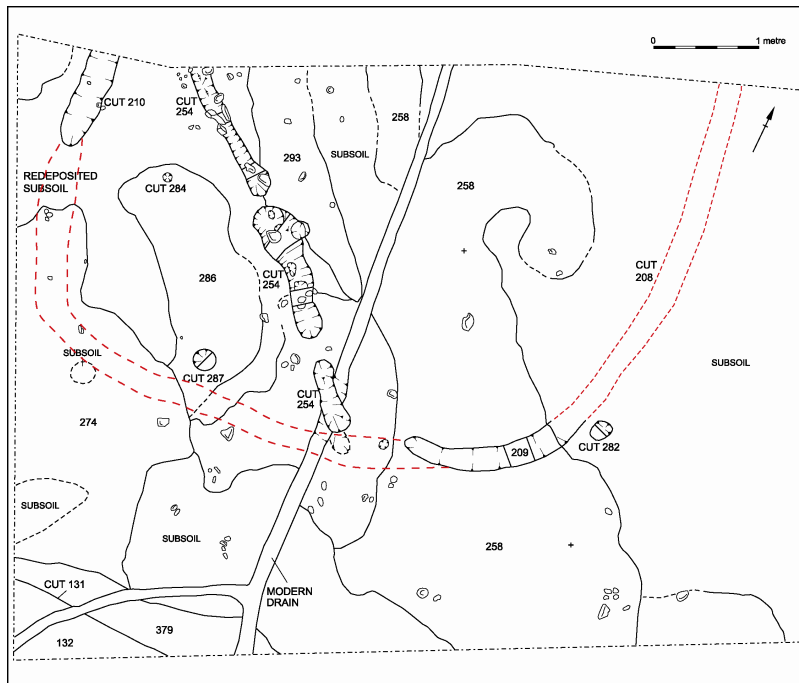 0 1 metre
CUT 210
CUT
254
258
293
SUBSOIL
REDEPOSITED
SUBSOIL
CUT 284
258
286
CUT
254
CUT
208
SUBSOIL
SUBSOIL
CUT 287
CUT
254
274
209
CUT 282
SUBSOIL
SUBSOIL
258
CUT 131
MODERN
DRAIN
379
132